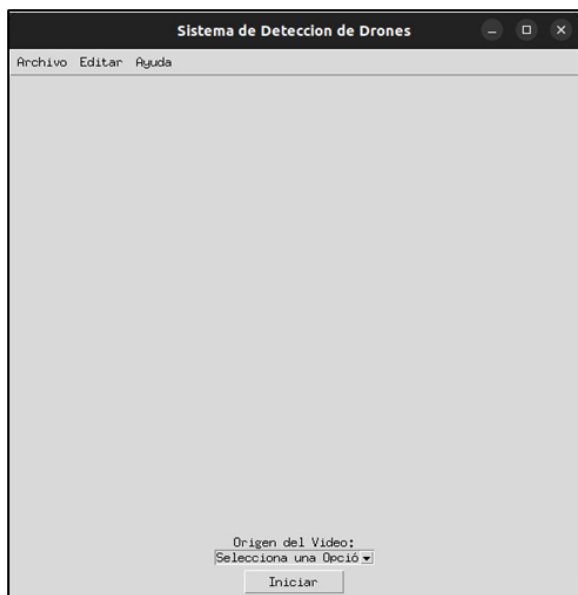 Sistema de Deteccion de Drones
Archivo Editar Ayuda
Origen del Video:
Selecciona una Opció
Iniciar